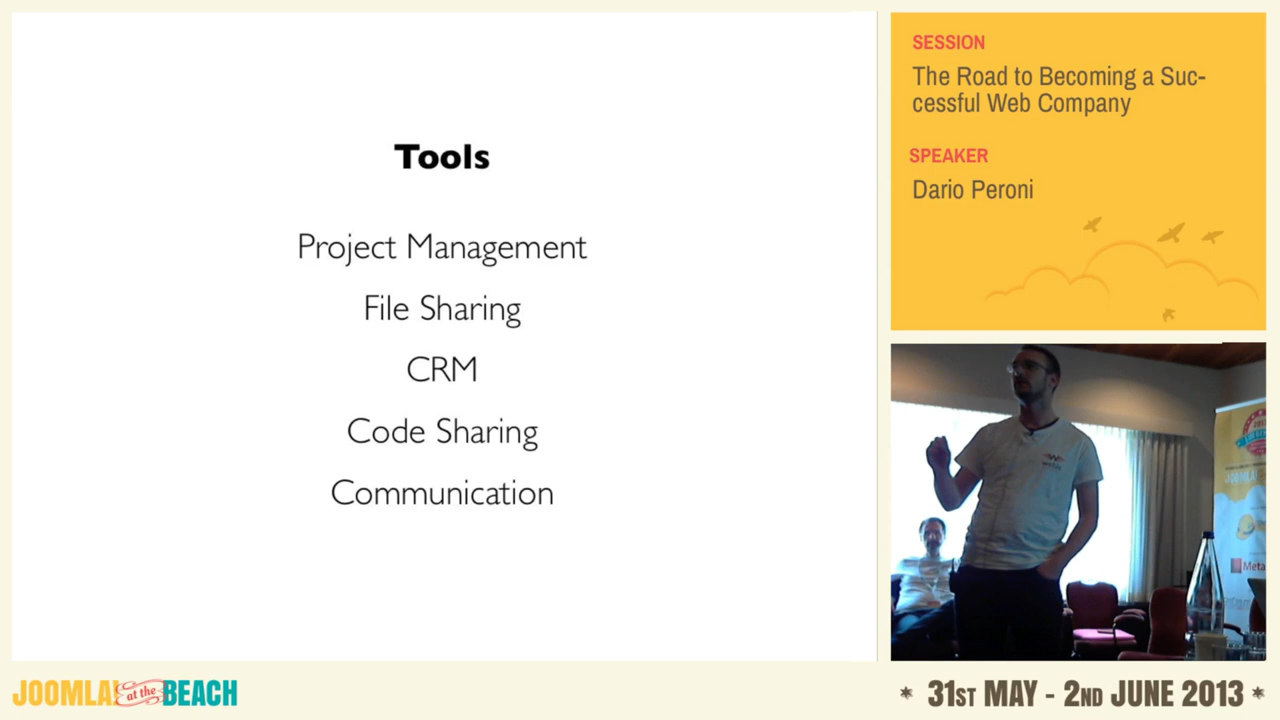 Tools
Project Management
File Sharing
CRM
Code Sharing
Communication
SESSION
The Road to Becoming a Suc-
cessful Web Company
SPEAKER
Dario Peroni
Meta
JOOMLA! at the BEACH
* 31ST MAY - 2ND JUNE 2013 *